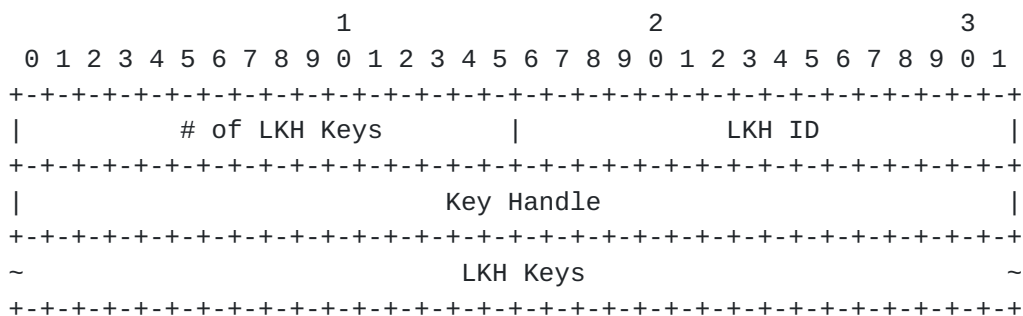 1                   2                   3
 0 1 2 3 4 5 6 7 8 9 0 1 2 3 4 5 6 7 8 9 0 1 2 3 4 5 6 7 8 9 0 1
+-+-+-+-+-+-+-+-+-+-+-+-+-+-+-+-+-+-+-+-+-+-+-+-+-+-+-+-+-+-+-+-+
|          # of LKH Keys        |             LKH ID            |
+-+-+-+-+-+-+-+-+-+-+-+-+-+-+-+-+-+-+-+-+-+-+-+-+-+-+-+-+-+-+-+-+
|                           Key Handle                          |
+-+-+-+-+-+-+-+-+-+-+-+-+-+-+-+-+-+-+-+-+-+-+-+-+-+-+-+-+-+-+-+-+
~                            LKH Keys                           ~
+-+-+-+-+-+-+-+-+-+-+-+-+-+-+-+-+-+-+-+-+-+-+-+-+-+-+-+-+-+-+-+-+